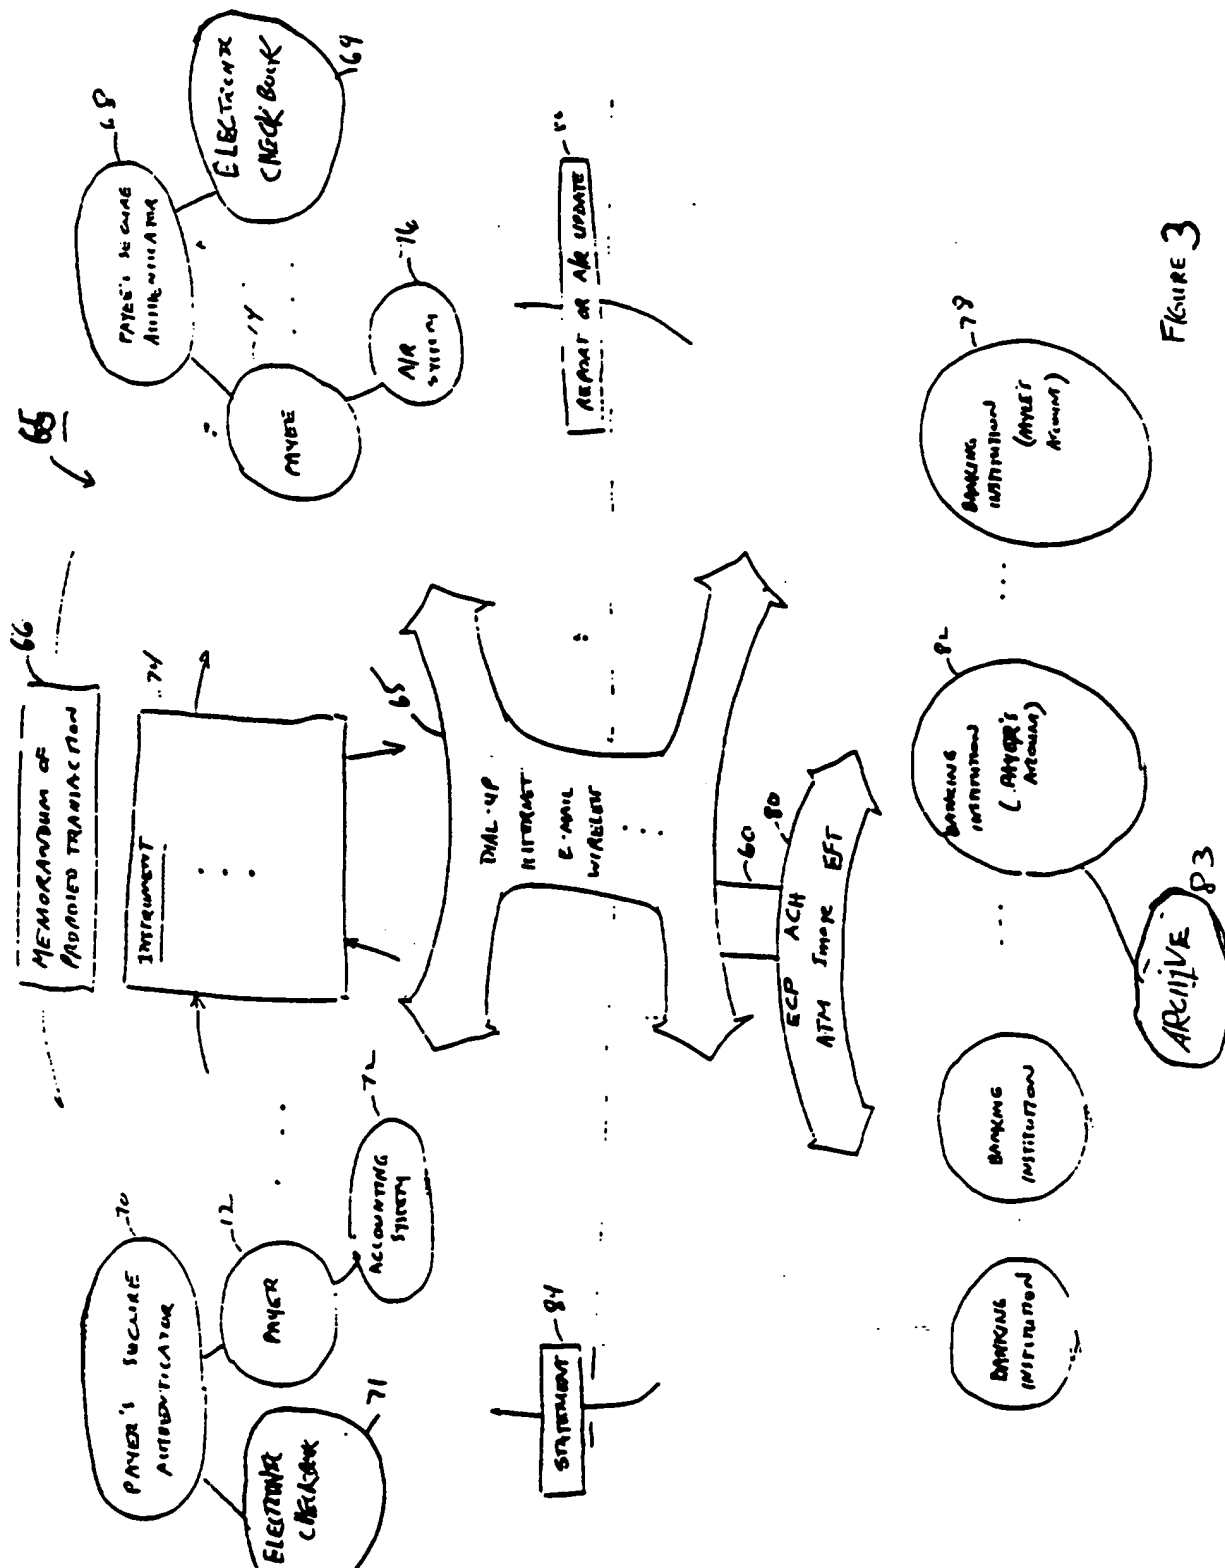 65
66
MEMORANDUM OF
PROPOSED TRANSACTION
70
PAYER'S SECURE
AUTHENTICATOR
12
PAYER
ELECTRONIC
CHECKBOOK
71
72
ACCOUNTING
SYSTEM
74
INSTRUMENT
68
PAYEE'S SECURE
AUTHENTICATOR
ELECTRONIC
CHECKBOOK
69
14
PAYEE
A/R
SYSTEM
76
65
DIAL-UP
INTERNET
E-MAIL
WIRELESS
STATEMENT
84
REPORT OR A/R UPDATE
60
80
ECP ACH
ATM Image EFT
BANKING
INSTITUTION
BANKING
INSTITUTION
82
BANKING
INSTITUTION
(PAYER'S
ACCOUNT)
78
BANKING
INSTITUTION
(PAYEE'S
ACCOUNT)
ARCHIVE
83
FIGURE 3